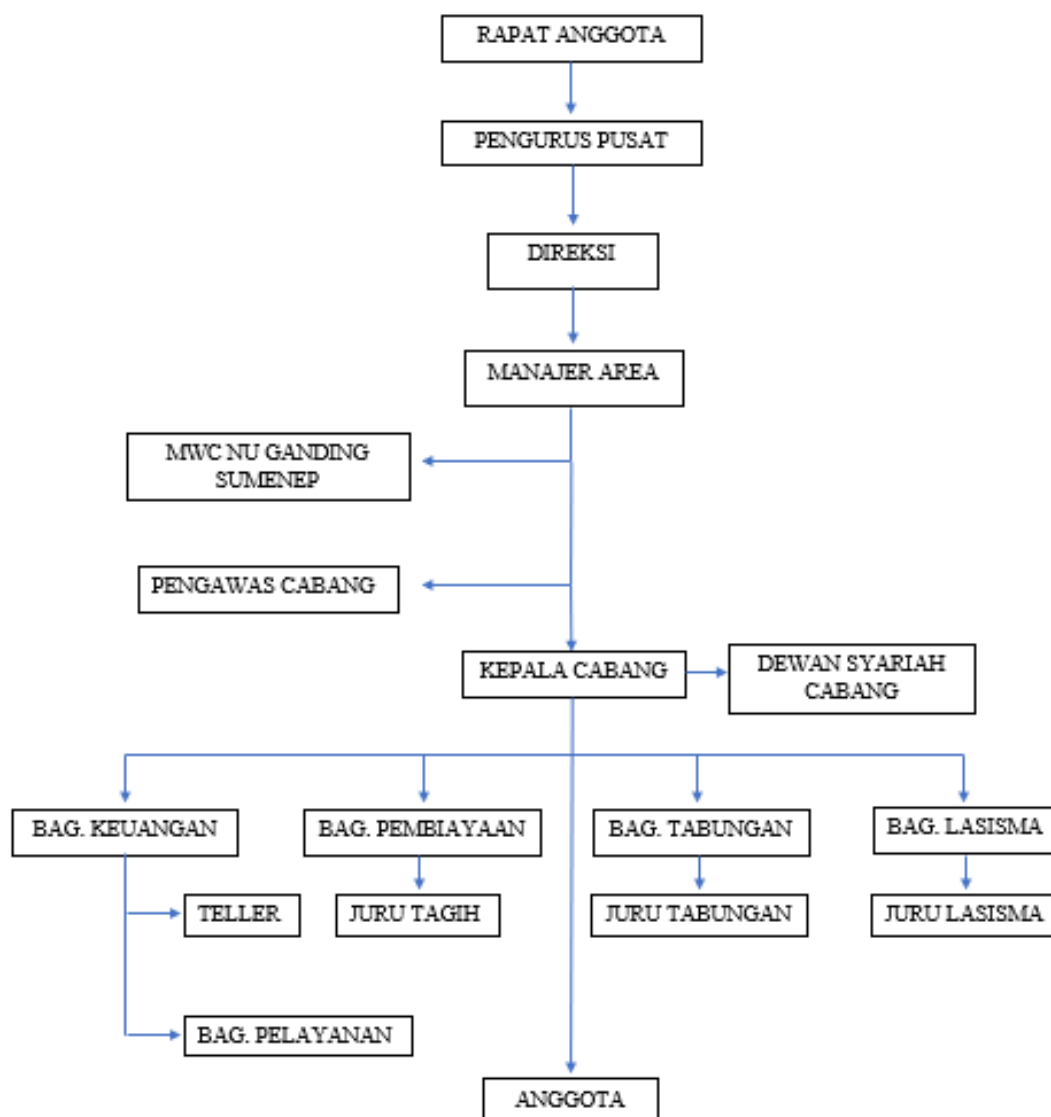 RAPAT ANGGOTA
PENGURUS PUSAT
DIREKSI
MANAJER AREA
MWC NU GANDING
SUMENEP
PENGAWAS CABANG
KEPALA CABANG
DEWAN SYARIAH
CABANG
BAG. KEUANGAN
BAG. PEMBIAYAAN
BAG. TABUNGAN
BAG. LASISMA
TELLER
JURU TAGIH
JURU TABUNGAN
JURU LASISMA
BAG. PELAYANAN
ANGGOTA